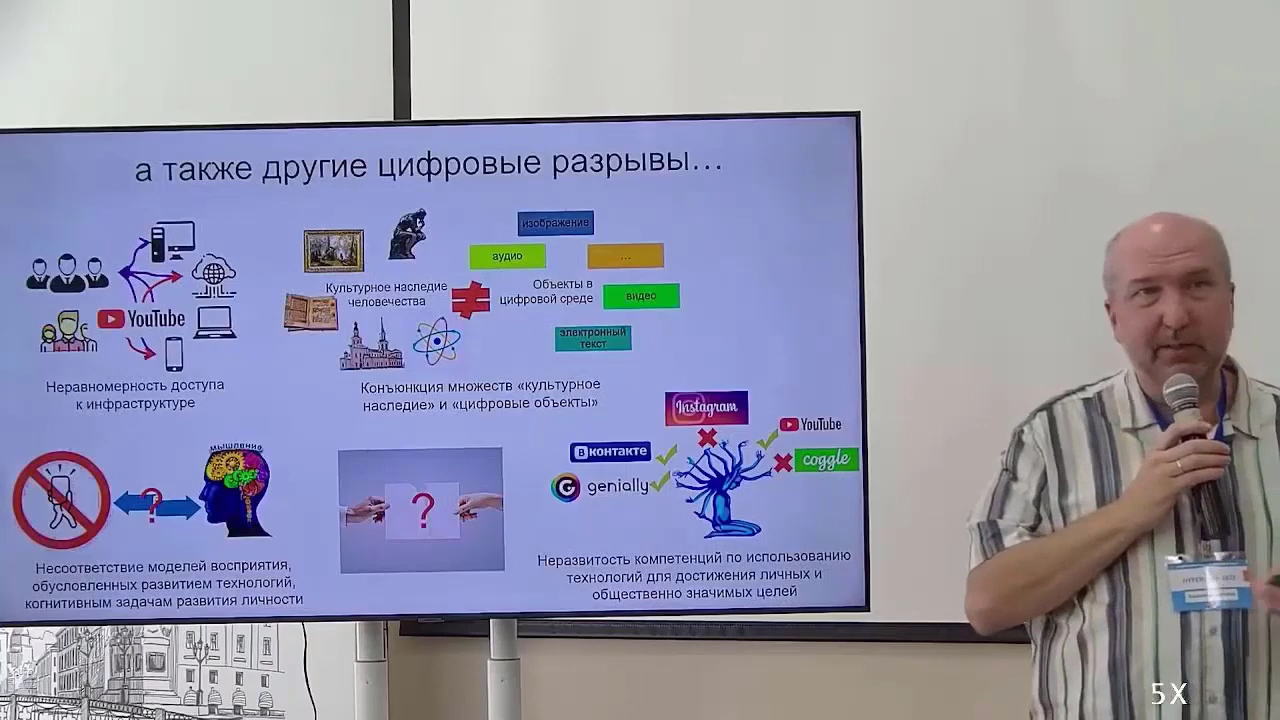 а также другие цифровые разрывы...
YouTube
Неравномерность доступа
к инфраструктуре
Культурное наследие
человечества
≠
изображение
аудио
...
Объекты в
цифровой среде
видео
электронный
текст
Конъюнкция множеств «культурное
наследие» и «цифровые объекты»
?
мышление
Несоответствие моделей восприятия,
обусловленных развитием технологий,
когнитивным задачам развития личности
?
Instagram
YouTube
В контакте
coggle
G genially
Неразвитость компетенций по использованию
технологий для достижения личных и
общественно значимых целей
5X